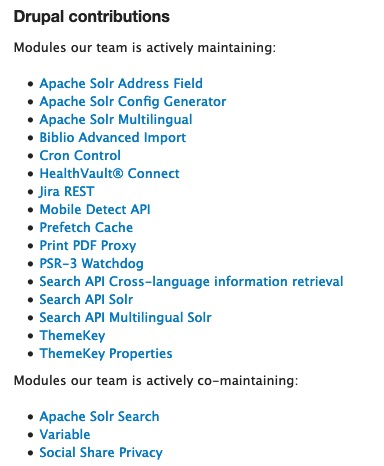 Drupal contributions
Modules our team is actively maintaining:
• Apache Solr Address Field
• Apache Solr Config Generator
• Apache Solr Multilingual
• Biblio Advanced Import
• Cron Control
• HealthVault® Connect
• Jira REST
• Mobile Detect API
• Prefetch Cache
• Print PDF Proxy
• PSR-3 Watchdog
• Search API Cross-language information retrieval
• Search API Solr
• Search API Multilingual Solr
• ThemeKey
• ThemeKey Properties
Modules our team is actively co-maintaining:
• Apache Solr Search
• Variable
• Social Share Privacy